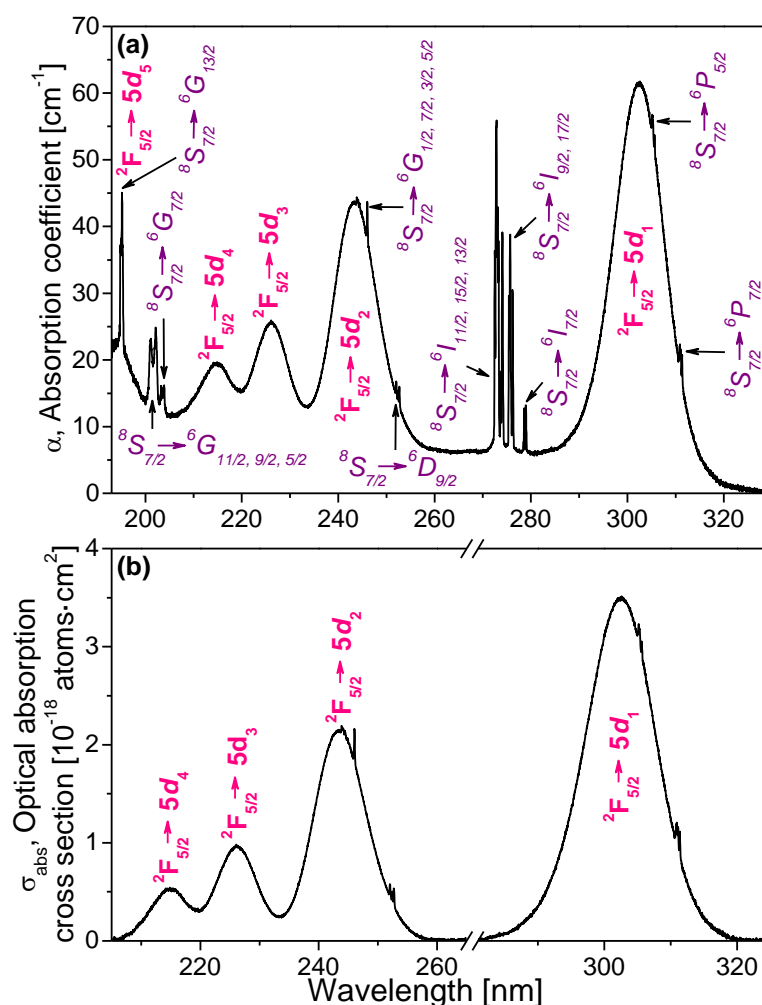 (a)
α, Absorption coefficient [cm⁻¹]
70
60
50
40
30
20
10
0
²F₅/₂ → 5d₅
⁸S₇/₂ → ⁶G₁₃/₂
⁸S₇/₂ → ⁶G₇/₂
⁸S₇/₂ → ⁶G₁₁/₂, ₉/₂, ₅/₂
²F₅/₂ → 5d₄
²F₅/₂ → 5d₃
²F₅/₂ → 5d₂
⁸S₇/₂ → ⁶G₁/₂, ₇/₂, ₃/₂, ₅/₂
⁸S₇/₂ → ⁶D₉/₂
⁸S₇/₂ → ⁶I₁₁/₂, ₁₅/₂, ₁₃/₂
⁸S₇/₂ → ⁶I₉/₂, ₁₇/₂
⁸S₇/₂ → ⁶I₇/₂
²F₅/₂ → 5d₁
⁸S₇/₂ → ⁶P₅/₂
⁸S₇/₂ → ⁶P₇/₂
200 220 240 260 280 300 320
(b)
σabs, Optical absorption
cross section [10⁻¹⁸ atoms·cm²]
4
3
2
1
0
²F₅/₂ → 5d₄
²F₅/₂ → 5d₃
²F₅/₂ → 5d₂
²F₅/₂ → 5d₁
220 240 260 300 320
Wavelength [nm]